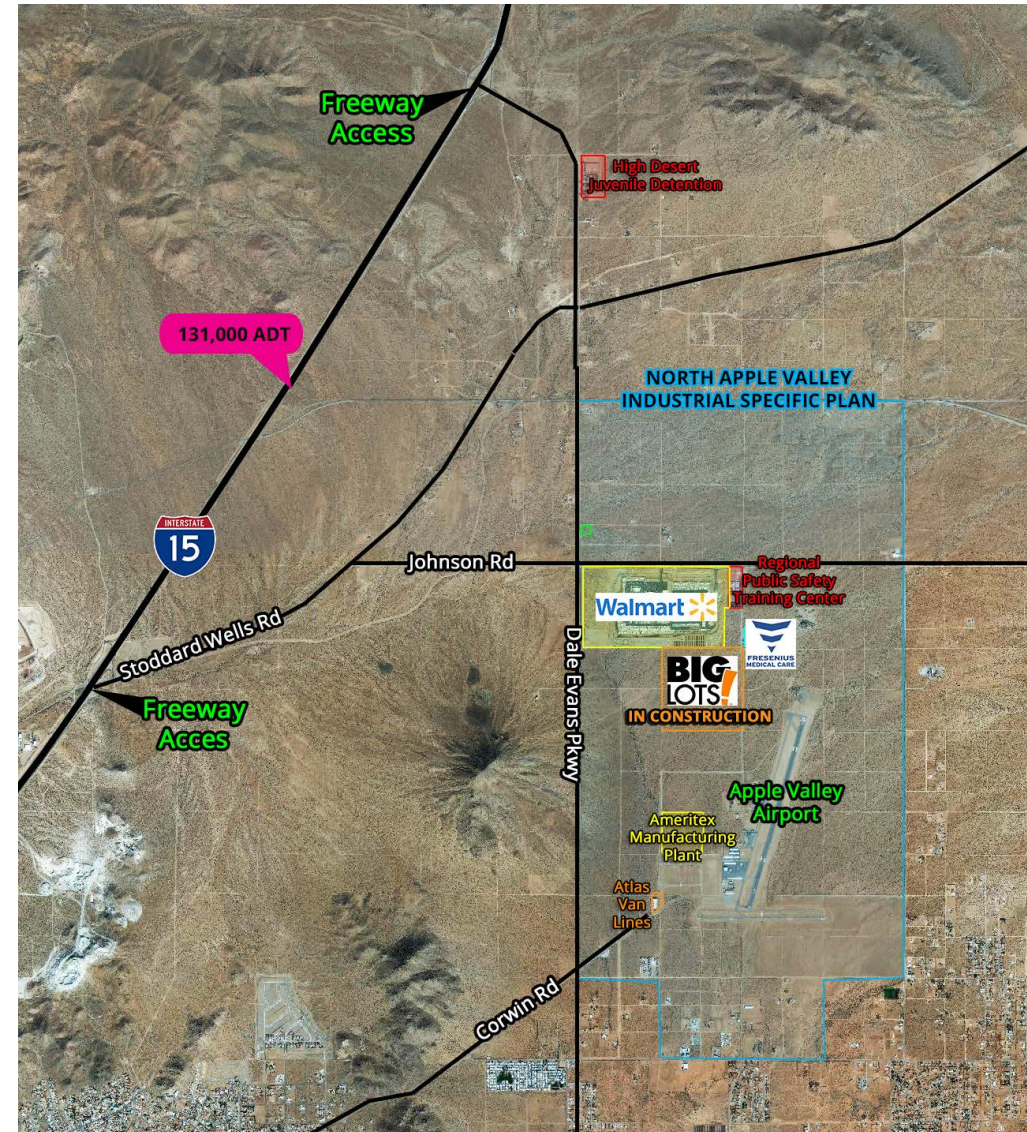 Freeway
Access
High Desert
Juvenile Detention
131,000 ADT
NORTH APPLE VALLEY
INDUSTRIAL SPECIFIC PLAN
INTERSTATE
15
Johnson Rd
Regional
Public Safety
Training Center
Walmart
Stoddard Wells Rd
Dale Evans Pkwy
FRESENIUS
MEDICAL CARE
BIG
LOTS!
IN CONSTRUCTION
Freeway
Acces
Apple Valley
Airport
Ameritex
Manufacturing
Plant
Atlas
Van
Lines
Corwin Rd